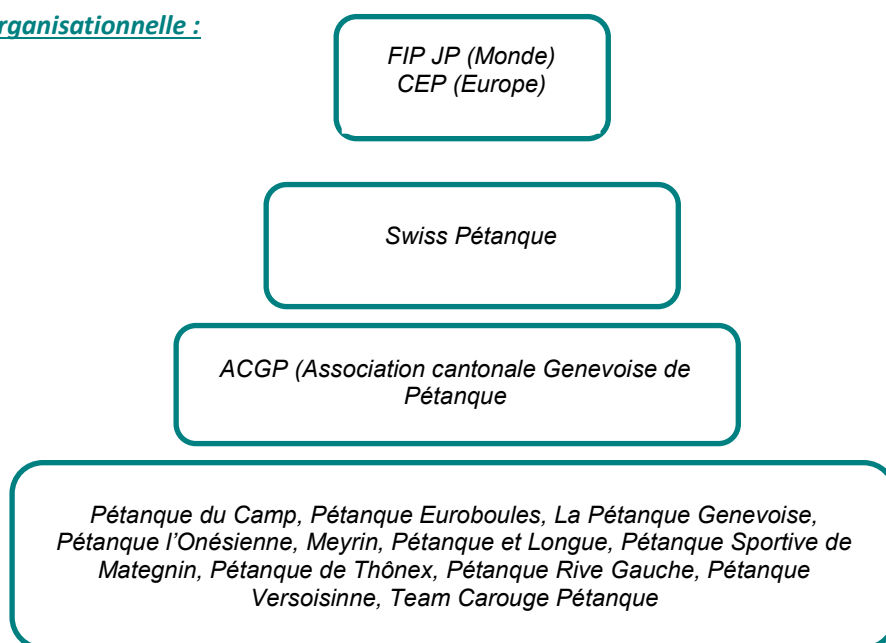 rganisationnelle :
FIP JP (Monde)
CEP (Europe)
Swiss Pétanque
ACGP (Association cantonale Genevoise de
Pétanque
Pétanque du Camp, Pétanque Euroboules, La Pétanque Genevoise,
Pétanque l'Onésienne, Meyrin, Pétanque et Longue, Pétanque Sportive de
Mategnin, Pétanque de Thônex, Pétanque Rive Gauche, Pétanque
Versoisinne, Team Carouge Pétanque